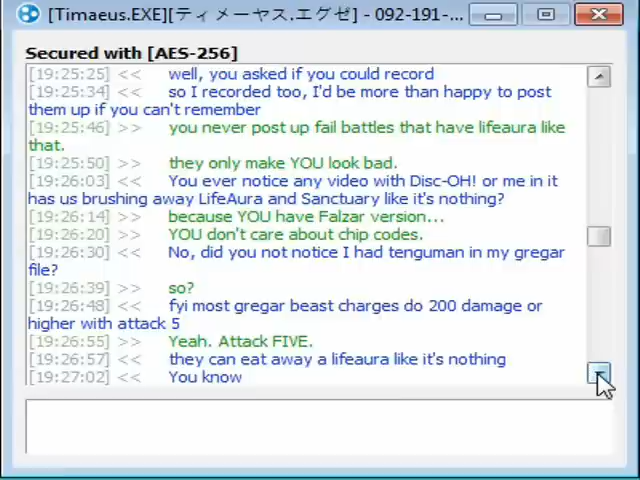 [Timaeus.EXE][ティメーヤス.エグゼ] - 092-191-...
Secured with [AES-256]
[19:25:25] << well, you asked if you could record
[19:25:34] << so I recorded too, I'd be more than happy to post
them up if you can't remember
[19:25:46] >> you never post up fail battles that have lifeaura like
that.
[19:25:50] >> they only make YOU look bad.
[19:26:03] << You ever notice any video with Disc-OH! or me in it
has us brushing away LifeAura and Sanctuary like it's nothing?
[19:26:14] >> because YOU have Falzar version...
[19:26:20] >> YOU don't care about chip codes.
[19:26:30] << No, did you not notice I had tenguman in my gregar
file?
[19:26:39] >> so?
[19:26:48] << fyi most gregar beast charges do 200 damage or
higher with attack 5
[19:26:55] >> Yeah. Attack FIVE.
[19:26:57] << they can eat away a lifeaura like it's nothing
[19:27:02] << You know